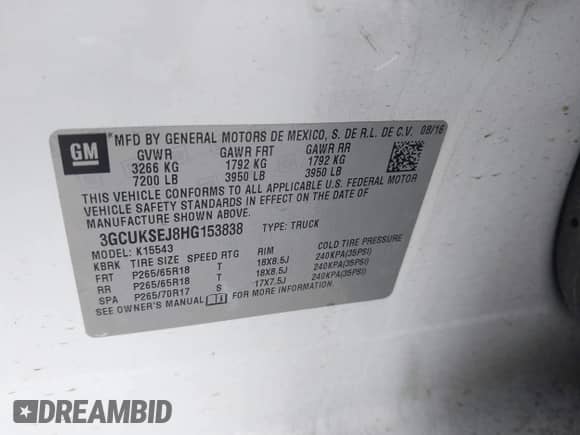 GM
*MFD BY GENERAL MOTORS DE MEXICO, S. DE R.L. DE C.V. 08/16
GVWR GAWR FRT GAWR RR
3266 KG 1792 KG 1792 KG
7200 LB 3950 LB 3950 LB
THIS VEHICLE CONFORMS TO ALL APPLICABLE U.S. FEDERAL MOTOR
VEHICLE SAFETY STANDARDS IN EFFECT ON THE DATE OF
MANUFACTURE SHOWN ABOVE.
3GCUKSEJ8HG153838 TYPE: TRUCK
MODEL: K15543
KBRK TIRE SIZE SPEED RTG RIM COLD TIRE PRESSURE
FRT P265/65R18 T 18X8.5J 240KPA(35PSI)
RR P265/65R18 T 18X8.5J 240KPA(35PSI)
SPA P265/70R17 S 17X7.5J 240KPA(35PSI)
SEE OWNER'S MANUAL FOR MORE INFORMATION.
DREAMBID